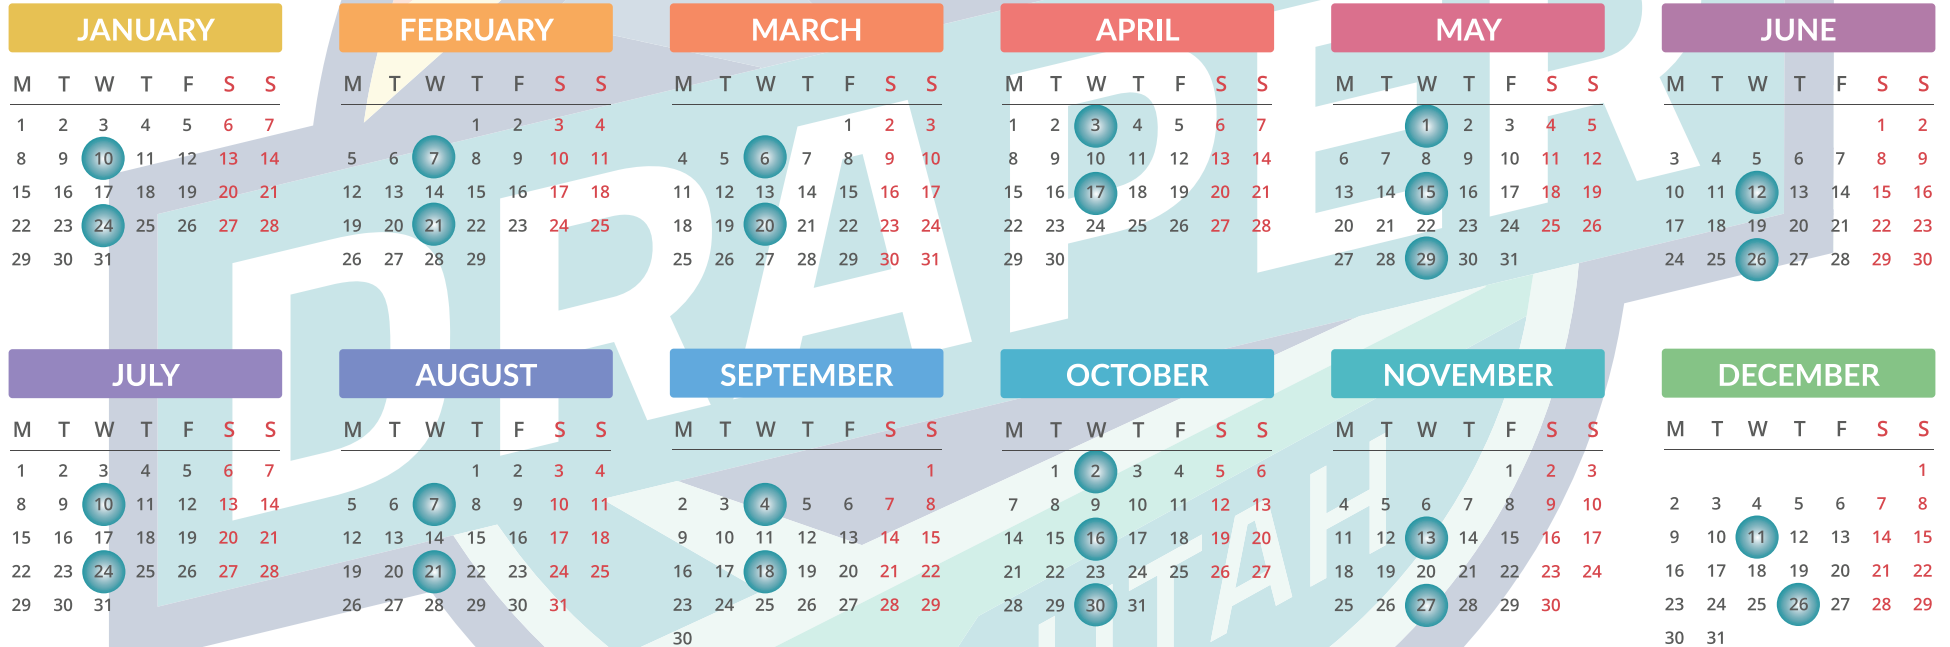 JANUARY FEBRUARY MARCH APRIL MAY JUNE
M T W T F S S M T W T F S S M T W T F S S M T W T F S S M T W T F S S M T W T F S S
1 2 3 4 5 6 7 1 2 3 4 1 2 3 1 2 3 4 5 6 7 1 2 3 4 5 1 2
8 9 10 11 12 13 14 5 6 7 8 9 10 11 4 5 6 7 8 9 10 8 9 10 11 12 13 14 6 7 8 9 10 11 12 3 4 5 6 7 8 9
15 16 17 18 19 20 21 12 13 14 15 16 17 18 11 12 13 14 15 16 17 15 16 17 18 19 20 21 13 14 15 16 17 18 19 10 11 12 13 14 15 16
22 23 24 25 26 27 28 19 20 21 22 23 24 25 18 19 20 21 22 23 24 22 23 24 25 26 27 28 20 21 22 23 24 25 26 17 18 19 20 21 22 23
29 30 31 26 27 28 29 25 26 27 28 29 30 31 29 30 27 28 29 30 31 24 25 26 27 28 29 30
DRAPER
JULY AUGUST SEPTEMBER OCTOBER NOVEMBER DECEMBER
M T W T F S S M T W T F S S M T W T F S S M T W T F S S M T W T F S S M T W T F S S
1 2 3 4 5 6 7 1 2 3 4 1 1 2 3 4 5 6 1 2 3 1
8 9 10 11 12 13 14 5 6 7 8 9 10 11 2 3 4 5 6 7 8 7 8 9 10 11 12 13 4 5 6 7 8 9 10 2 3 4 5 6 7 8
15 16 17 18 19 20 21 12 13 14 15 16 17 18 9 10 11 12 13 14 15 14 15 16 17 18 19 20 11 12 13 14 15 16 17 9 10 11 12 13 14 15
22 23 24 25 26 27 28 19 20 21 22 23 24 25 16 17 18 19 20 21 22 21 22 23 24 25 26 27 18 19 20 21 22 23 24 16 17 18 19 20 21 22
29 30 31 26 27 28 29 30 31 23 24 25 26 27 28 29 28 29 30 31 25 26 27 28 29 30 23 24 25 26 27 28 29
30 30 31
UTAH